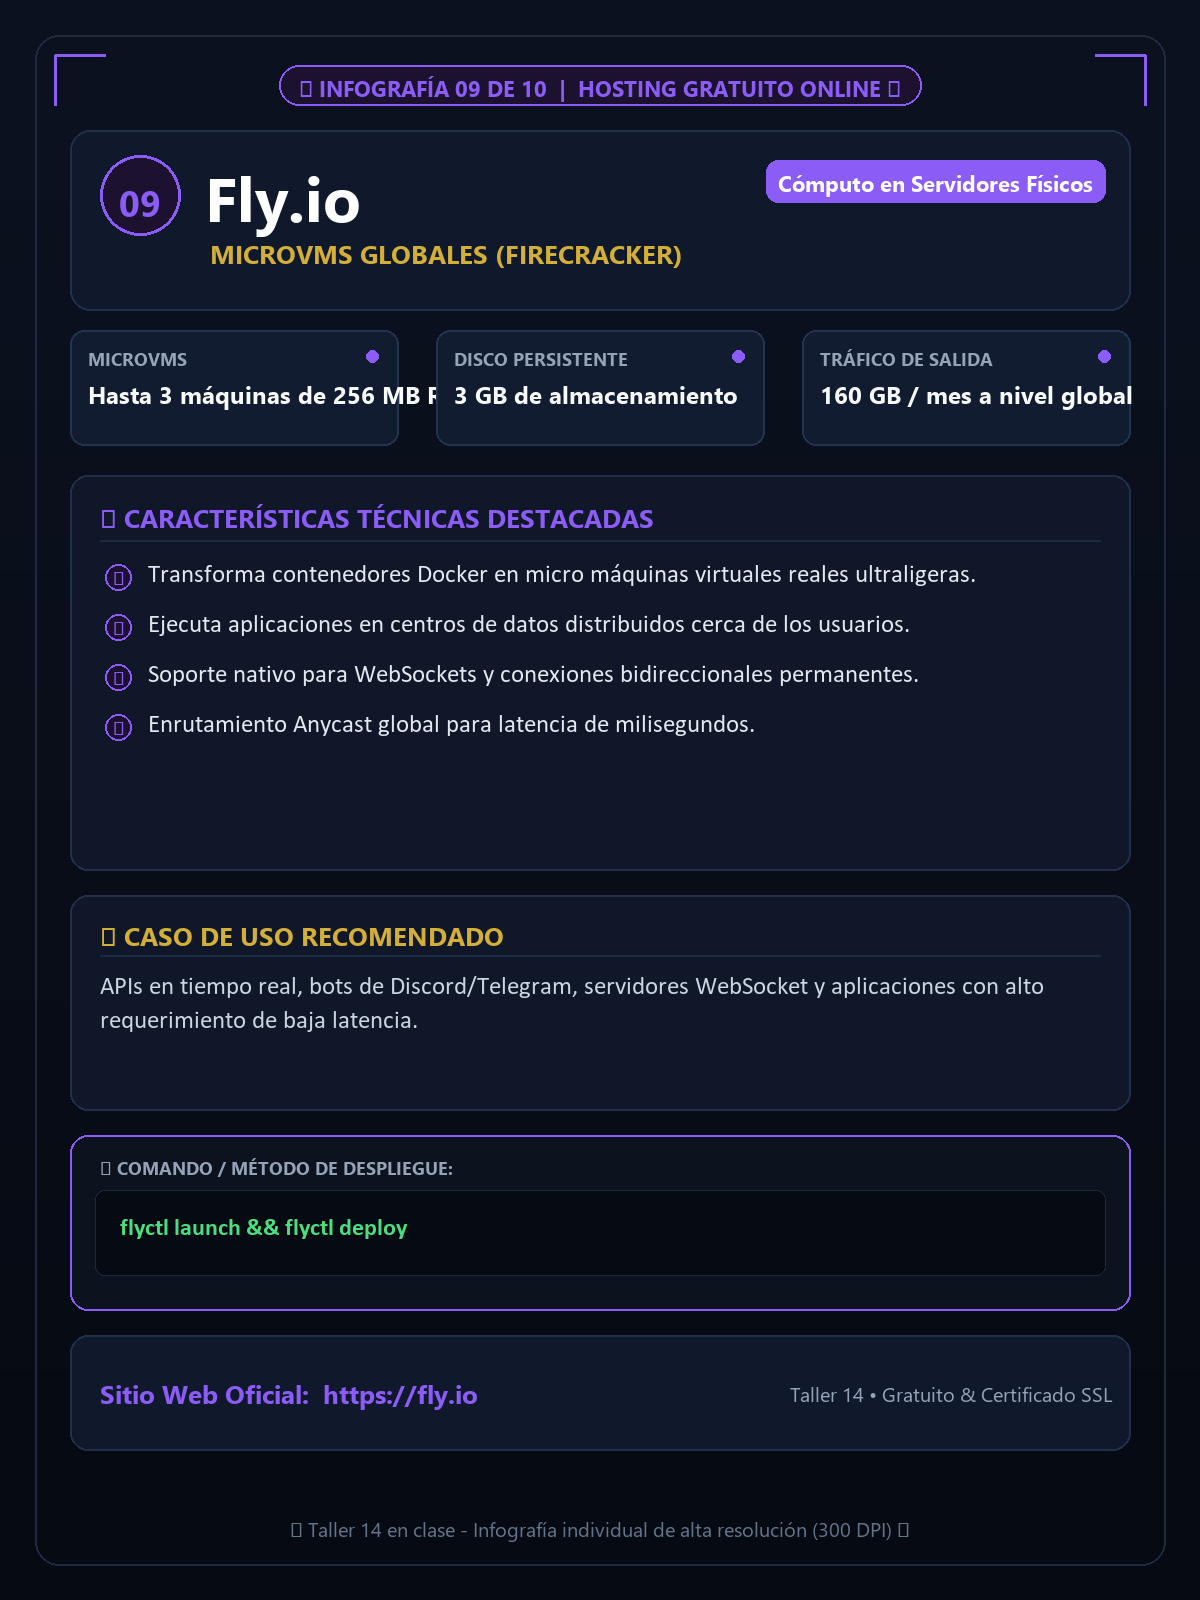 INFOGRAFÍA 09 DE 10 | HOSTING GRATUITO ONLINE
09
Fly.io
Cómputo en Servidores Físicos
MICROVMS GLOBALES (FIRECRACKER)
MICROVMS
Hasta 3 máquinas de 256 MB
DISCO PERSISTENTE
3 GB de almacenamiento
TRÁFICO DE SALIDA
160 GB / mes a nivel global
CARACTERÍSTICAS TÉCNICAS DESTACADAS
Transforma contenedores Docker en micro máquinas virtuales reales ultraligeras.
Ejecuta aplicaciones en centros de datos distribuidos cerca de los usuarios.
Soporte nativo para WebSockets y conexiones bidireccionales permanentes.
Enrutamiento Anycast global para latencia de milisegundos.
CASO DE USO RECOMENDADO
APIs en tiempo real, bots de Discord/Telegram, servidores WebSocket y aplicaciones con alto
requerimiento de baja latencia.
COMANDO / MÉTODO DE DESPLIEGUE:
flyctl launch && flyctl deploy
Sitio Web Oficial: https://fly.io
Taller 14 • Gratuito & Certificado SSL
Taller 14 en clase - Infografía individual de alta resolución (300 DPI)